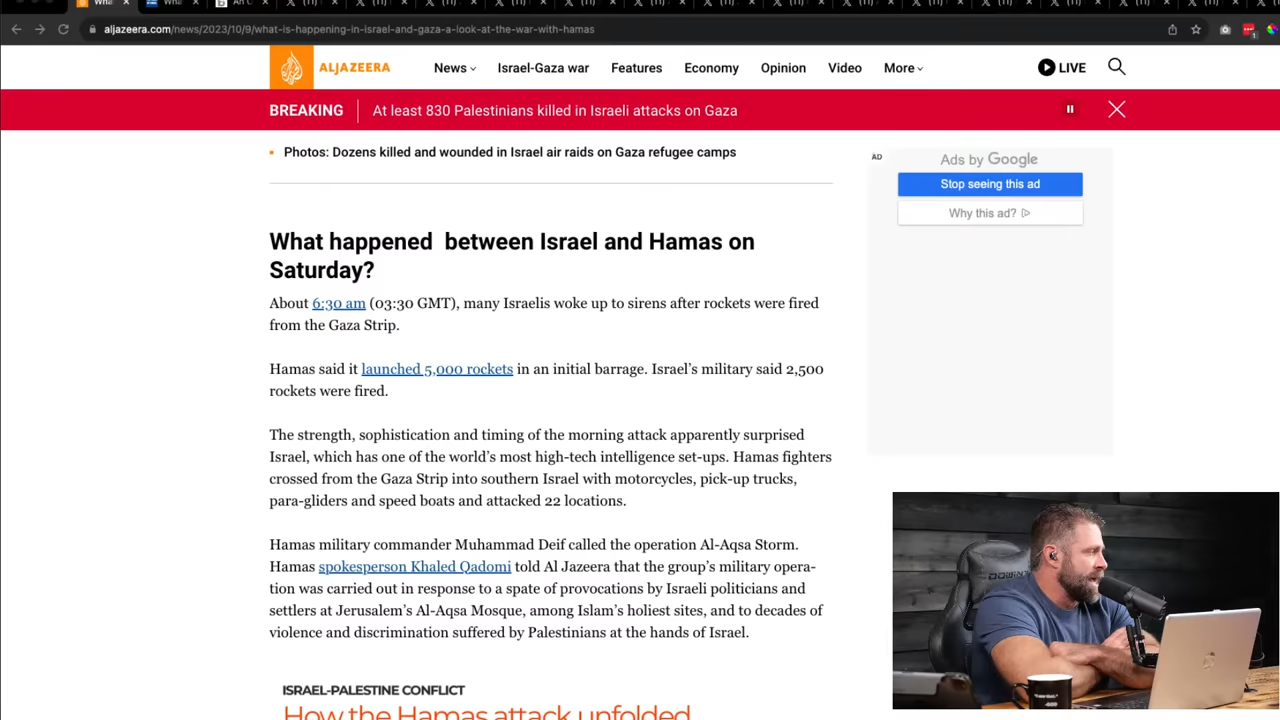 Wha
Wha
An C
aljazeera.com/news/2023/10/9/what-is-happening-in-israel-and-gaza-a-look-at-the-war-with-hamas
ALJAZEERA
News Israel-Gaza war Features Economy Opinion Video More LIVE
BREAKING At least 830 Palestinians killed in Israeli attacks on Gaza
Photos: Dozens killed and wounded in Israel air raids on Gaza refugee camps
AD
Ads by Google
Stop seeing this ad
Why this ad?
What happened between Israel and Hamas on
Saturday?
About 6:30 am (03:30 GMT), many Israelis woke up to sirens after rockets were fired
from the Gaza Strip.
Hamas said it launched 5,000 rockets in an initial barrage. Israel's military said 2,500
rockets were fired.
The strength, sophistication and timing of the morning attack apparently surprised
Israel, which has one of the world's most high-tech intelligence set-ups. Hamas fighters
crossed from the Gaza Strip into southern Israel with motorcycles, pick-up trucks,
para-gliders and speed boats and attacked 22 locations.
Hamas military commander Muhammad Deif called the operation Al-Aqsa Storm.
Hamas spokesperson Khaled Qadomi told Al Jazeera that the group's military opera-
tion was carried out in response to a spate of provocations by Israeli politicians and
settlers at Jerusalem's Al-Aqsa Mosque, among Islam's holiest sites, and to decades of
violence and discrimination suffered by Palestinians at the hands of Israel.
ISRAEL-PALESTINE CONFLICT
How the Hamas attack unfolded